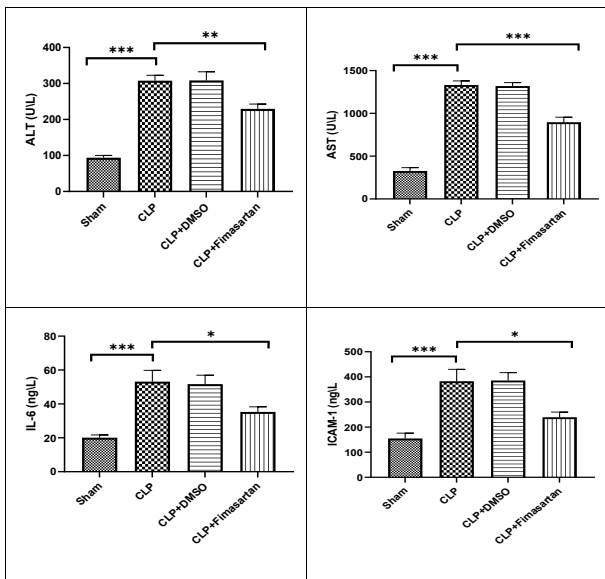 *** **
ALT (U\L)
400
300
200
100
0
Sham
CLP
CLP+DMSO
CLP+Fimasartan
*** ***
AST (U\L)
1500
1000
500
0
Sham
CLP
CLP+DMSO
CLP+Fimasartan
*** *
IL-6 (ng\L)
80
60
40
20
0
Sham
CLP
CLP+DMSO
CLP+Fimasartan
*** *
ICAM-1 (ng\L
500
400
300
200
100
0
Sham
CLP
CLP+DMSO
CLP+Fimasartan